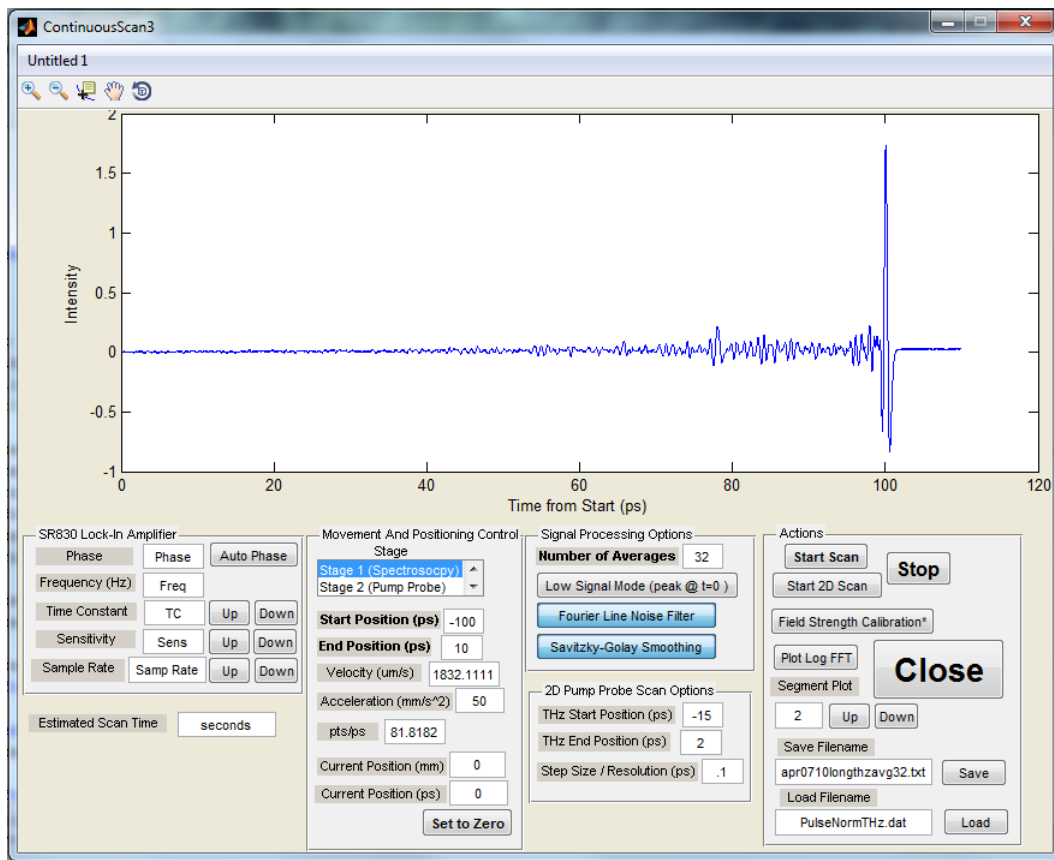 ContinuousScan3
Untitled 1
2
1.5
1
0.5
0
-0.5
-1
Intensity
0 20 40 60 80 100 120
Time from Start (ps)
SR830 Lock-In Amplifier
Phase Phase Auto Phase
Frequency (Hz) Freq
Time Constant TC Up Down
Sensitivity Sens Up Down
Sample Rate Samp Rate Up Down
Estimated Scan Time seconds
Movement And Positioning Control
Stage
Stage 1 (Spectrosocpy)
Stage 2 (Pump Probe)
Start Position (ps) -100
End Position (ps) 10
Velocity (um/s) 1832.1111
Acceleration (mm/s^2) 50
pts/ps 81.8182
Current Position (mm) 0
Current Position (ps) 0
Set to Zero
Signal Processing Options
Number of Averages 32
Low Signal Mode (peak @ t=0 )
Fourier Line Noise Filter
Savitzky-Golay Smoothing
2D Pump Probe Scan Options
THz Start Position (ps) -15
THz End Position (ps) 2
Step Size / Resolution (ps) .1
Actions
Start Scan
Stop
Start 2D Scan
Field Strength Calibration*
Plot Log FFT
Close
Segment Plot
2 Up Down
Save Filename
apr0710longthzavg32.txt Save
Load Filename
PulseNormTHz.dat Load